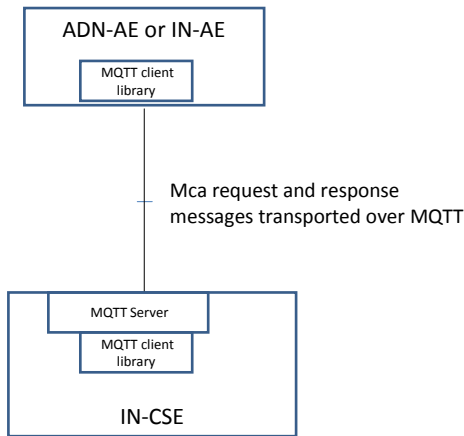 ADN-AE or IN-AE
MQTT client
library
Mca request and response
messages transported over MQTT
MQTT Server
MQTT client
library
IN-CSE